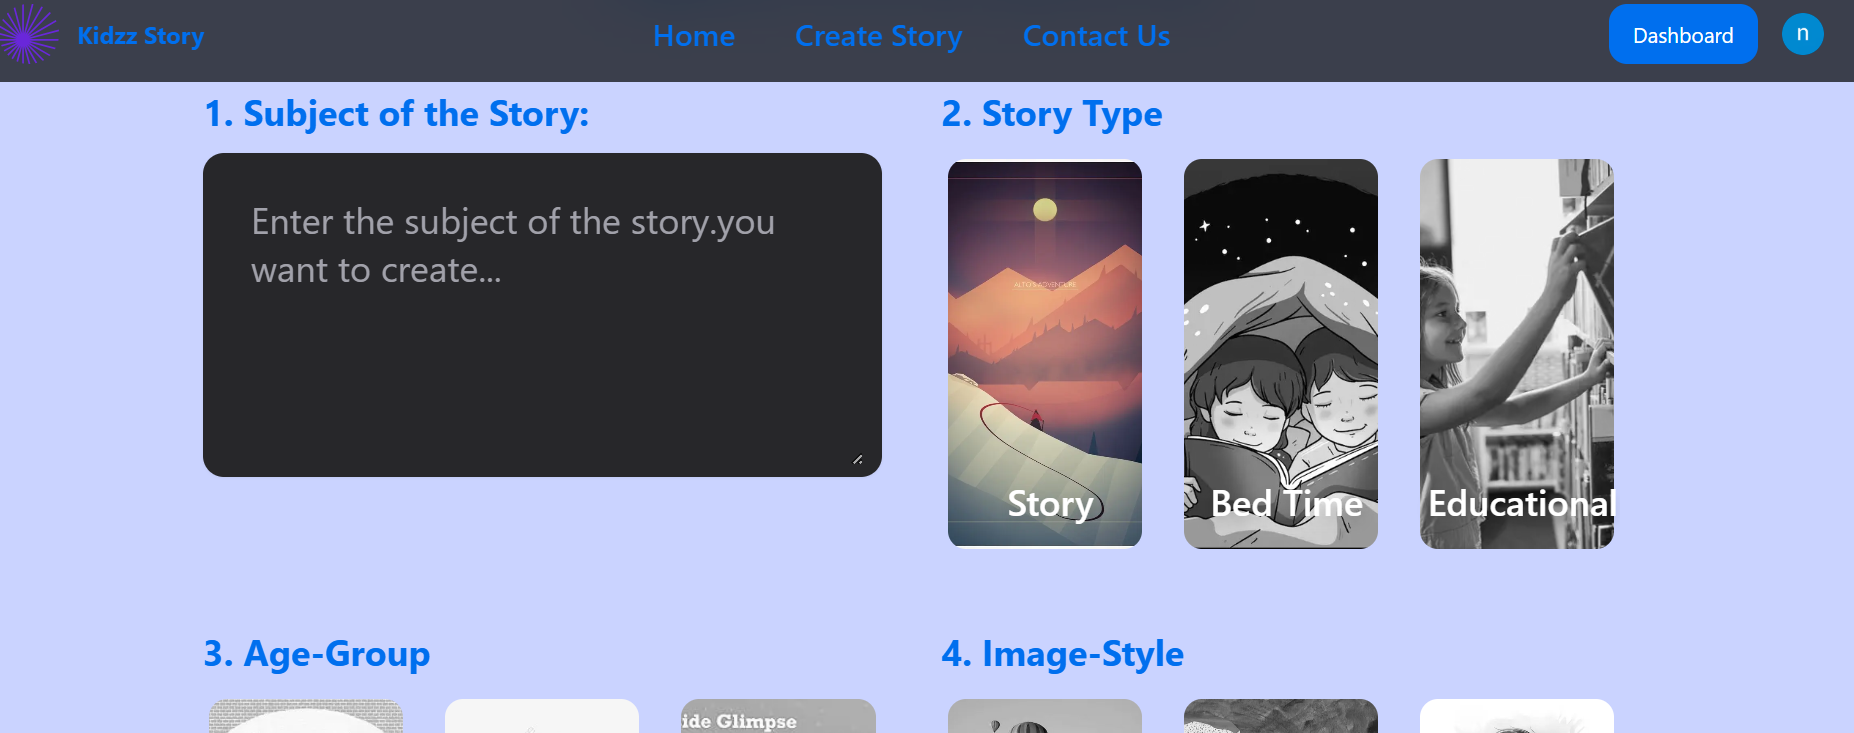 Kidzz Story
Home
Create Story
Contact Us
Dashboard
n
1. Subject of the Story:
Enter the subject of the story.you
want to create...
2. Story Type
ALTO'S ADVENTURE
Story
Bed Time
Educational
3. Age-Group
ide Glimpse
4. Image-Style